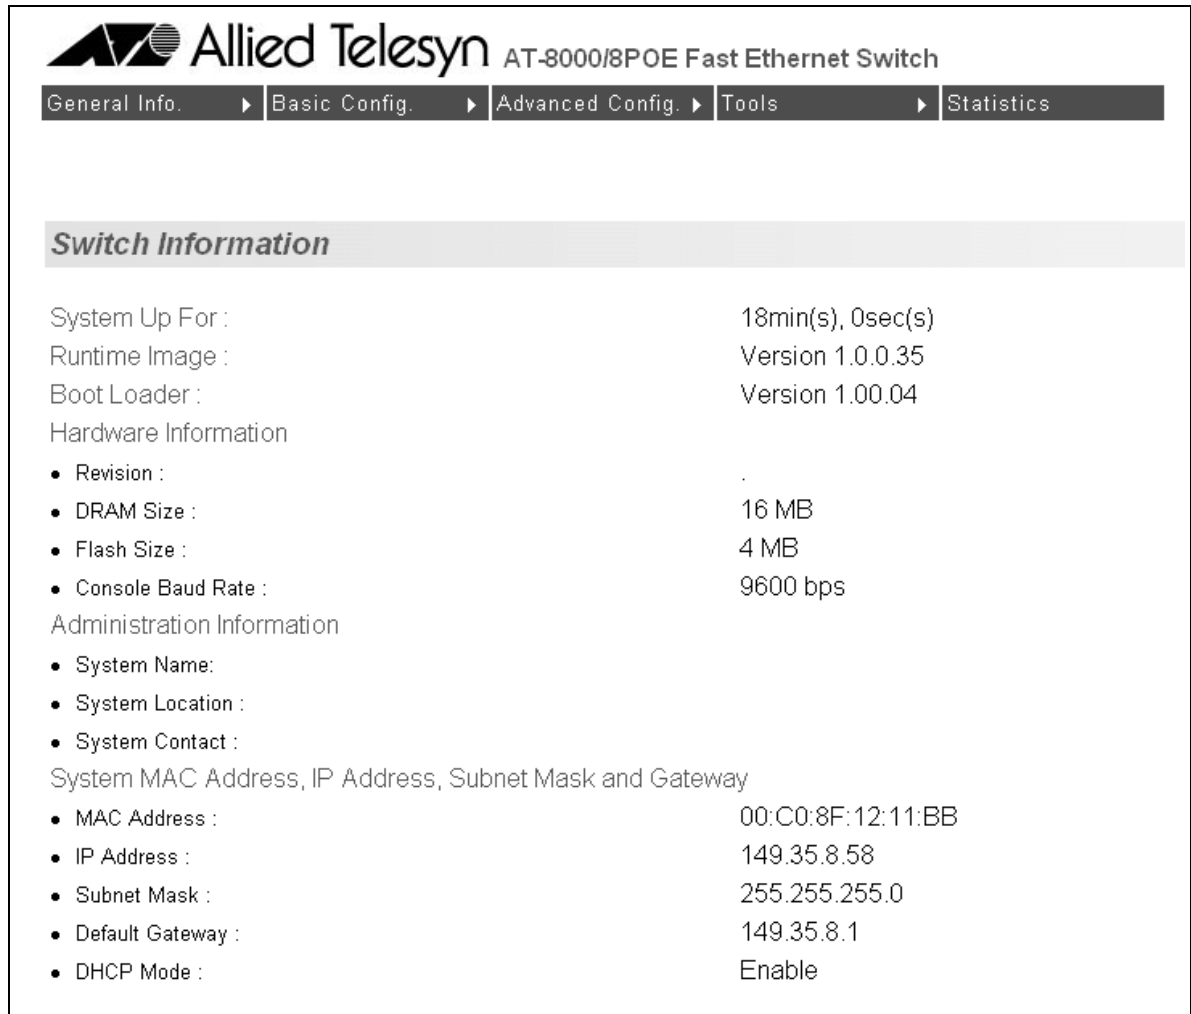 Allied Telesyn AT-8000/8POE Fast Ethernet Switch
General Info. Basic Config. Advanced Config. Tools Statistics
Switch Information
System Up For : 18min(s), 0sec(s)
Runtime Image : Version 1.0.0.35
Boot Loader : Version 1.00.04
Hardware Information
• Revision : .
• DRAM Size : 16 MB
• Flash Size : 4 MB
• Console Baud Rate : 9600 bps
Administration Information
• System Name:
• System Location :
• System Contact :
System MAC Address, IP Address, Subnet Mask and Gateway
• MAC Address : 00:C0:8F:12:11:BB
• IP Address : 149.35.8.58
• Subnet Mask : 255.255.255.0
• Default Gateway : 149.35.8.1
• DHCP Mode : Enable